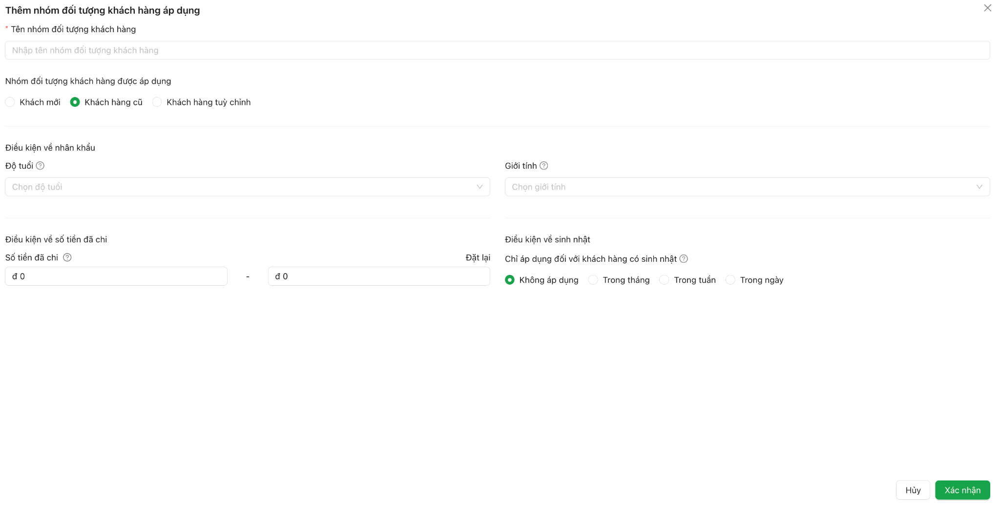 Thêm nhóm đối tượng khách hàng áp dụng
* Tên nhóm đối tượng khách hàng
Nhập tên nhóm đối tượng khách hàng
Nhóm đối tượng khách hàng được áp dụng
Khách mới Khách hàng cũ Khách hàng tuỳ chỉnh
Điều kiện về nhân khẩu
Độ tuổi
Chọn độ tuổi
Giới tính
Chọn giới tính
Điều kiện về số tiền đã chi
Số tiền đã chi Đặt lại
đ 0 - đ 0
Điều kiện về sinh nhật
Chỉ áp dụng đối với khách hàng có sinh nhật
Không áp dụng Trong tháng Trong tuần Trong ngày
Hủy Xác nhận